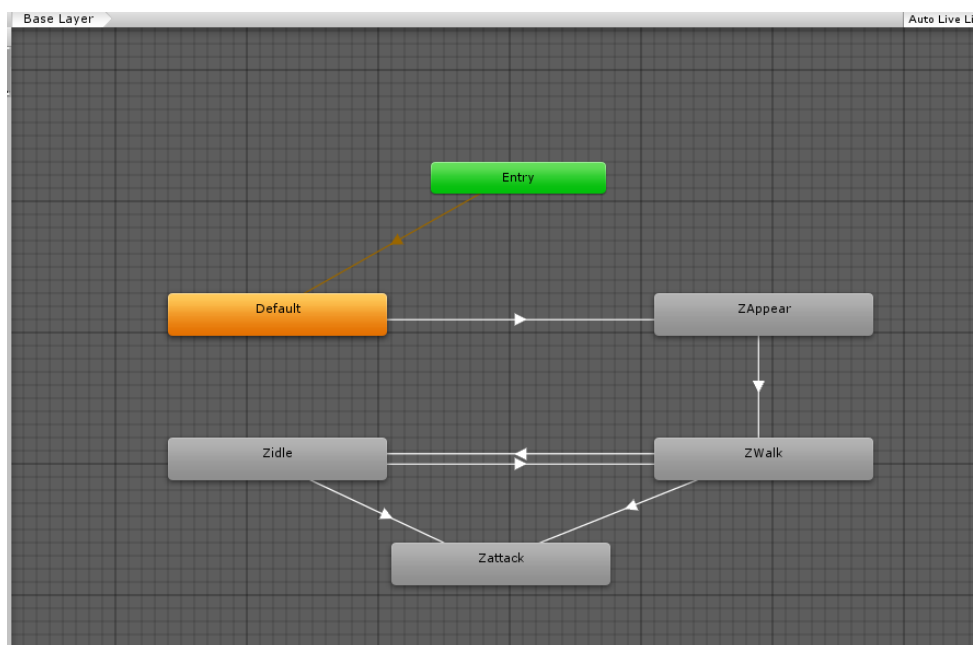 Base Layer
Auto Live Li
Entry
Default
ZAppear
Zidle
ZWalk
Zattack